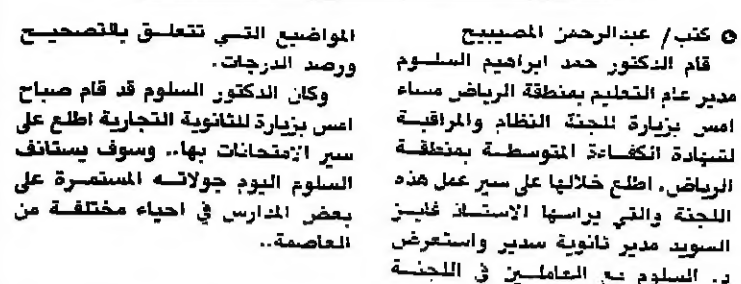 كتب/ عبدالرحمن المصيبيح
قام الدكتور حمد ابراهيم السلوم
مدير عام التعليم بمنطقة الرياض مساء
امس بزيارة للجنة النظام والمراقبة
لشهادة الكفاءة المتوسطة بمنطقة
الرياض، اطلع خلالها على سير عمل هذه
اللجنة والتي يراسها الاستاذ فايز
السويد مدير ثانوية سدير واستعرض
د. السلوم مع العاملين في اللجنة
المواضيع التي تتعلق بالتصحيح
ورصد الدرجات.
وكان الدكتور السلوم قد قام صباح
امس بزيارة للثانوية التجارية اطلع على
سير الامتحانات بها.. وسوف يستانف
السلوم اليوم جولاته المستمرة على
بعض المدارس في احياء مختلفة من
العاصمة..